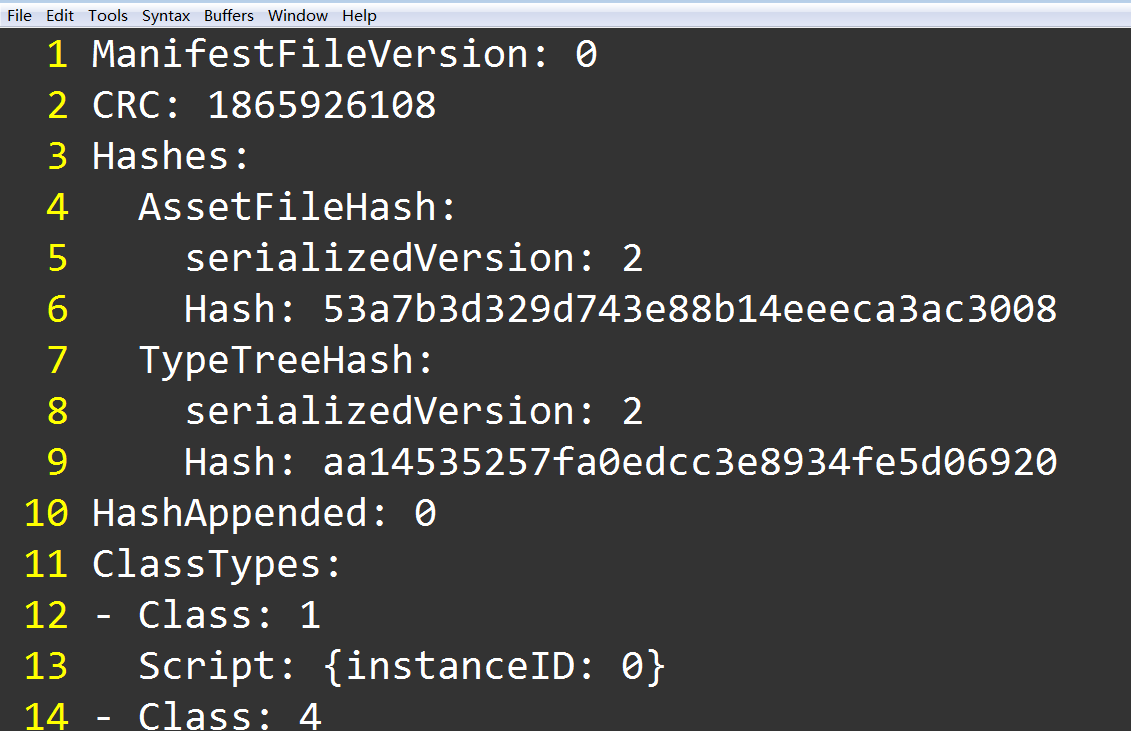 File Edit Tools Syntax Buffers Window Help
1 ManifestFileVersion: 0
2 CRC: 1865926108
3 Hashes:
4   AssetFileHash:
5     serializedVersion: 2
6     Hash: 53a7b3d329d743e88b14eeeca3ac3008
7   TypeTreeHash:
8     serializedVersion: 2
9     Hash: aa14535257fa0edcc3e8934fe5d06920
10 HashAppended: 0
11 ClassTypes:
12 - Class: 1
13   Script: {instanceID: 0}
14 - Class: 4